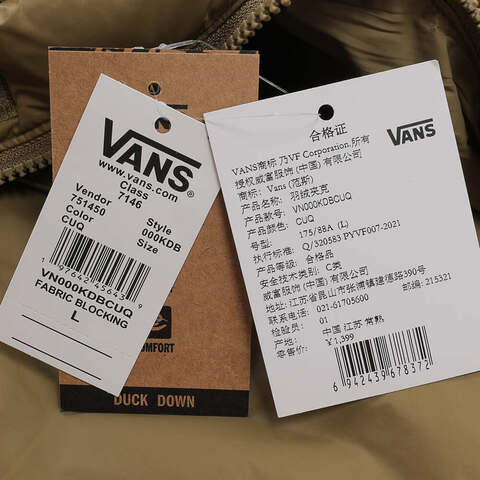 VANS
www.vans.com
Class
7146
Vendor
751450
Color
CUQ
Style
000KDB
Size
1 97642 45643 9
VN000KDBCUQ
FABRIC BLOCKING
L
COMFORT
DUCK DOWN
合格证
VANS
VANS商标 乃VF Corporation.所有
授权威富服饰 (中国) 有限公司
商标: Vans (范斯)
产品名称: 羽绒夹克
产品款号: VN000KDBCUQ
产品颜色: CUQ
号型: 175/88A (L)
执行标准: Q/320583 PYVF007-2021
产品等级: 合格品
安全技术类别: C类
威富服饰 (中国) 有限公司
地址:江苏省昆山市张浦镇建德路390号
联系电话: 021-61705600 邮编: 215321
检验员: 01
产地: 中国 江苏 常熟
零售价: ¥1,399
6 942439 678372